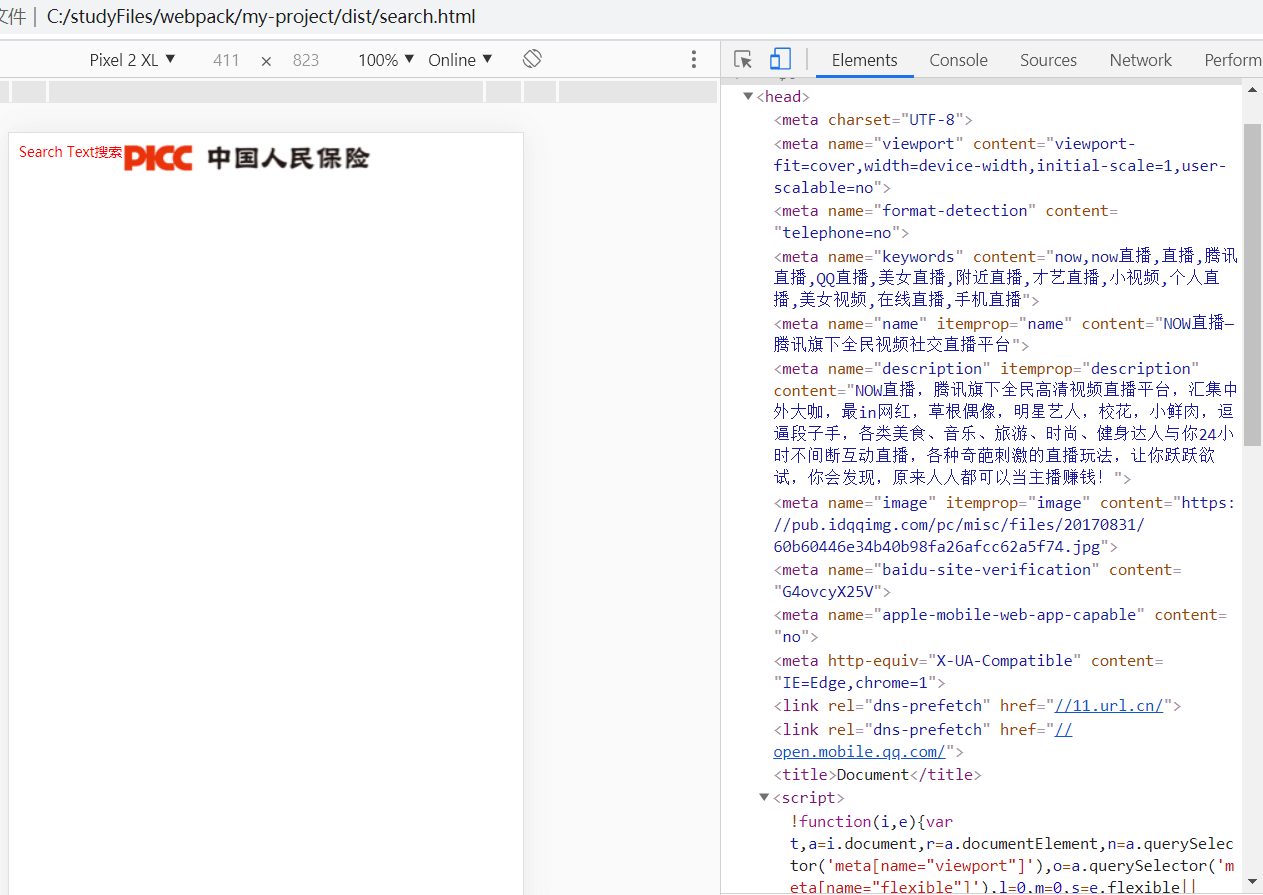 文件 | C:/studyFiles/webpack/my-project/dist/search.html
Pixel 2 XL ▼ 411 × 823 100% ▼ Online ▼
Elements Console Sources Network Perform
Search Text搜索PICC 中国人民保险
▼<head>
<meta charset="UTF-8">
<meta name="viewport" content="viewport-
fit=cover,width=device-width,initial-scale=1,user-
scalable=no">
<meta name="format-detection" content=
"telephone=no">
<meta name="keywords" content="now,now直播,直播,腾讯
直播,QQ直播,美女直播,附近直播,才艺直播,小视频,个人直
播,美女视频,在线直播,手机直播">
<meta name="name" itemprop="name" content="NOW直播—
腾讯旗下全民视频社交直播平台">
<meta name="description" itemprop="description"
content="NOW直播，腾讯旗下全民高清视频直播平台，汇集中
外大咖，最in网红，草根偶像，明星艺人，校花，小鲜肉，逗
逼段子手，各类美食、音乐、旅游、时尚、健身达人与你24小
时不间断互动直播，各种奇葩刺激的直播玩法，让你跃跃欲
试，你会发现，原来人人都可以当主播赚钱！">
<meta name="image" itemprop="image" content="https:
//pub.idqqimg.com/pc/misc/files/20170831/
60b60446e34b40b98fa26afcc62a5f74.jpg">
<meta name="baidu-site-verification" content=
"G4ovcyX25V">
<meta name="apple-mobile-web-app-capable" content=
"no">
<meta http-equiv="X-UA-Compatible" content=
"IE=Edge,chrome=1">
<link rel="dns-prefetch" href="//11.url.cn/">
<link rel="dns-prefetch" href="//
open.mobile.qq.com/">
<title>Document</title>
▼<script>
!function(i,e){var
t,a=i.document,r=a.documentElement,n=a.querySelec
tor('meta[name="viewport"]'),o=a.querySelector('m
eta[name="flexible"]'),l=0,m=0,s=e.flexible||